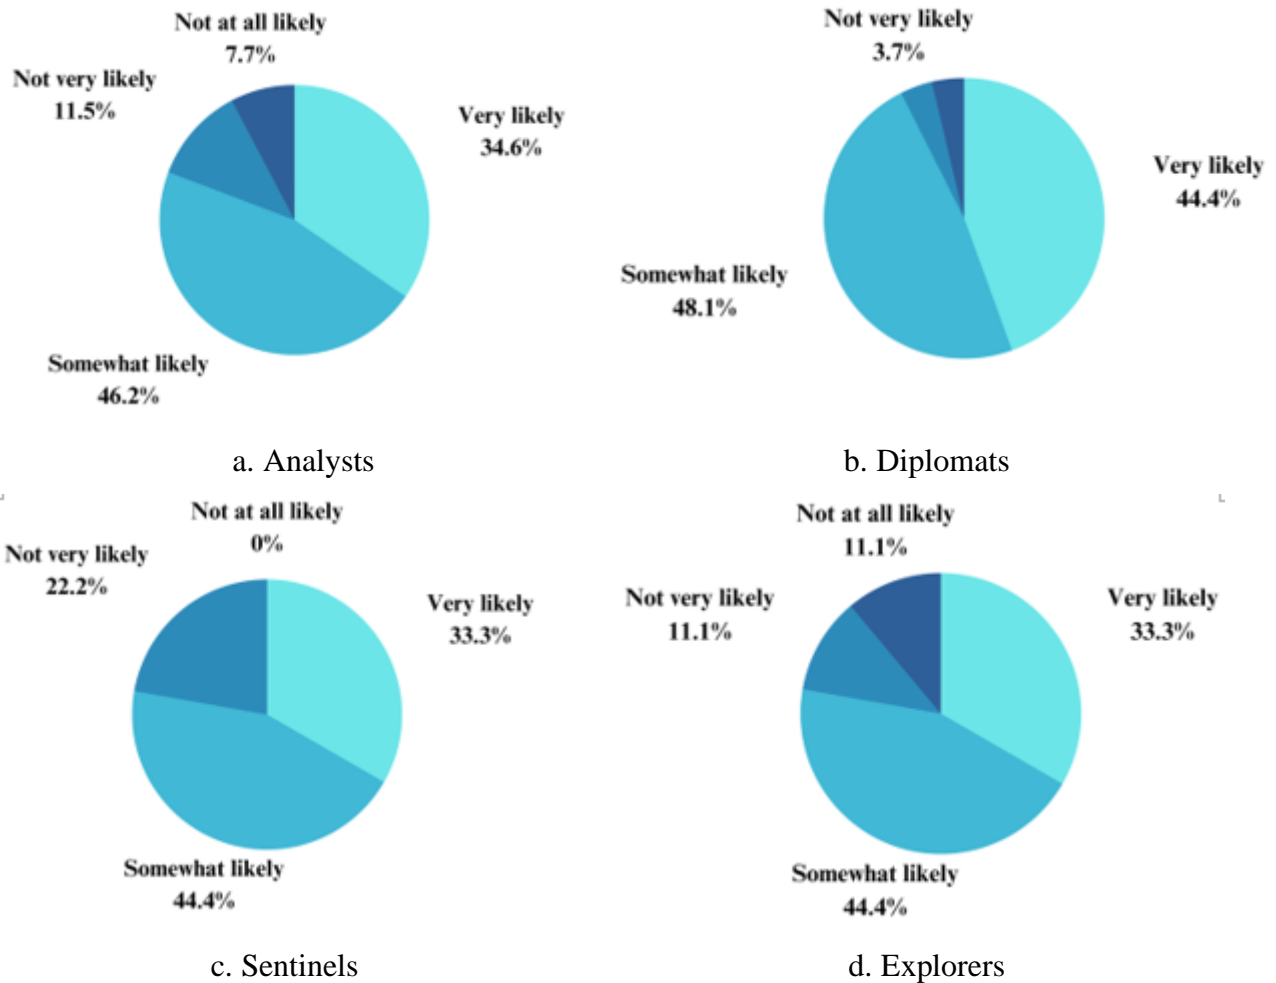 Not at all likely
7.7%
Not very likely
11.5%
Very likely
34.6%
Somewhat likely
46.2%
a. Analysts
Not very likely
3.7%
Very likely
44.4%
Somewhat likely
48.1%
b. Diplomats
Not at all likely
0%
Not very likely
22.2%
Very likely
33.3%
Somewhat likely
44.4%
c. Sentinels
Not at all likely
11.1%
Not very likely
11.1%
Very likely
33.3%
Somewhat likely
44.4%
d. Explorers